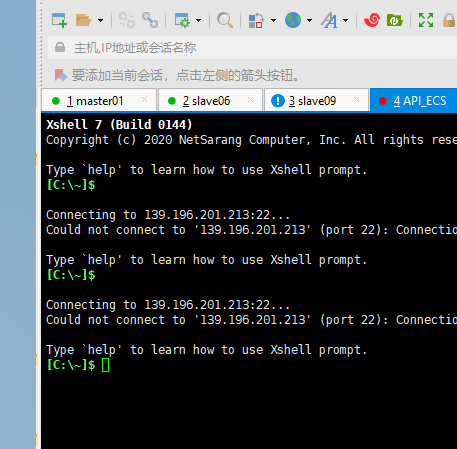 主机,IP地址或会话名称
要添加当前会话，点击左侧的箭头按钮。
1 master01 × 2 slave06 × 3 slave09 × 4 API_ECS
Xshell 7 (Build 0144)
Copyright (c) 2020 NetSarang Computer, Inc. All rights rese
Type `help' to learn how to use Xshell prompt.
[C:\~]$
Connecting to 139.196.201.213:22...
Could not connect to '139.196.201.213' (port 22): Connectio
Type `help' to learn how to use Xshell prompt.
[C:\~]$
Connecting to 139.196.201.213:22...
Could not connect to '139.196.201.213' (port 22): Connectio
Type `help' to learn how to use Xshell prompt.
[C:\~]$